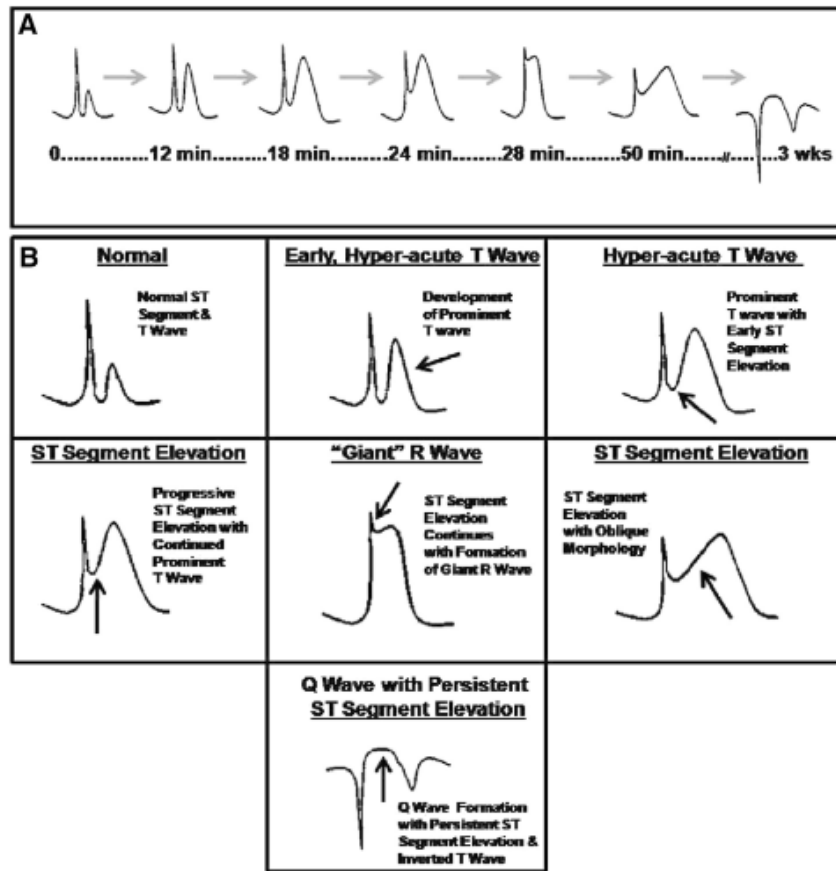 A
0............12 min..........18 min..........24 min.........28 min..........50 min.......//......3 wks
B
Normal
Normal ST
Segment &
T Wave
Early, Hyper-acute T Wave
Development
of Prominent
T wave
Hyper-acute T Wave
Prominent
T wave with
Early ST
Segment
Elevation
ST Segment Elevation
Progressive
ST Segment
Elevation with
Continued
Prominent
T Wave
"Giant" R Wave
ST Segment
Elevation
Continues
with Formation
of Giant R Wave
ST Segment Elevation
ST Segment
Elevation
with Oblique
Morphology
Q Wave with Persistent
ST Segment Elevation
Q Wave Formation
with Persistent ST
Segment Elevation &
Inverted T Wave